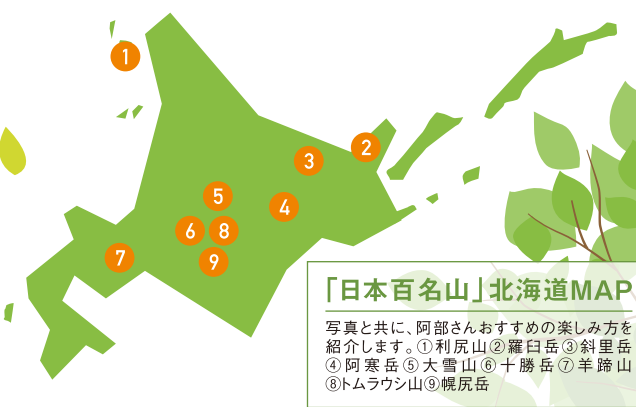 1
2
3
5
4
6
8
7
9
「日本百名山」北海道MAP
写真と共に、阿部さんおすすめの楽しみ方を
紹介します。①利尻山②羅臼岳③斜里岳
④阿寒岳⑤大雪山⑥十勝岳⑦羊蹄山
⑧トムラウシ山⑨幌尻岳